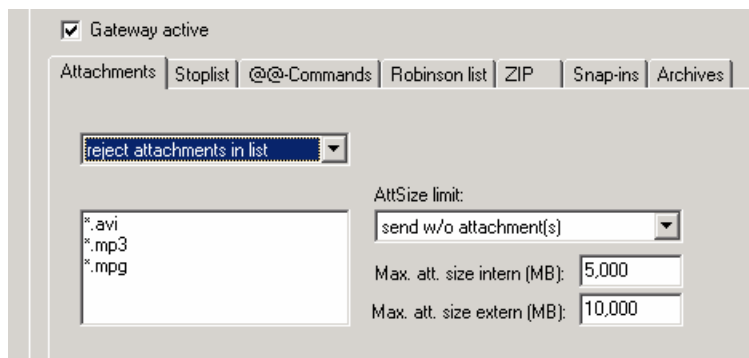 Gateway active
Attachments Stoplist @@-Commands Robinson list ZIP Snap-ins Archives
reject attachments in list
AttSize limit:
*.avi
*.mp3
*.mpg
send w/o attachment(s)
Max. att. size intern (MB): 5,000
Max. att. size extern (MB): 10,000